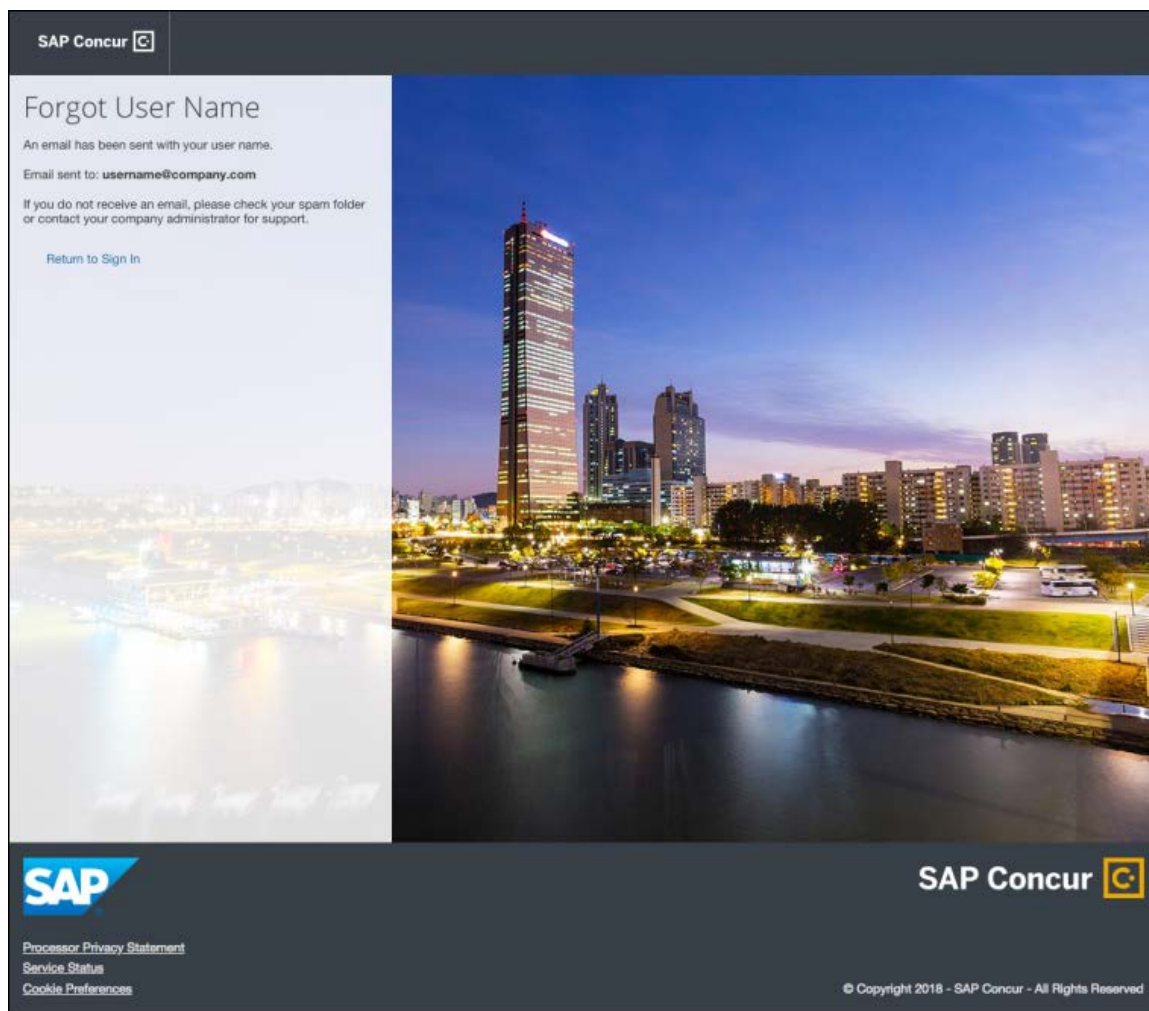 SAP Concur
Forgot User Name
An email has been sent with your user name.
Email sent to: username@company.com
If you do not receive an email, please check your spam folder
or contact your company administrator for support.
Return to Sign In
SAP
SAP Concur
Processor Privacy Statement
Service Status
Cookie Preferences
© Copyright 2018 - SAP Concur - All Rights Reserved